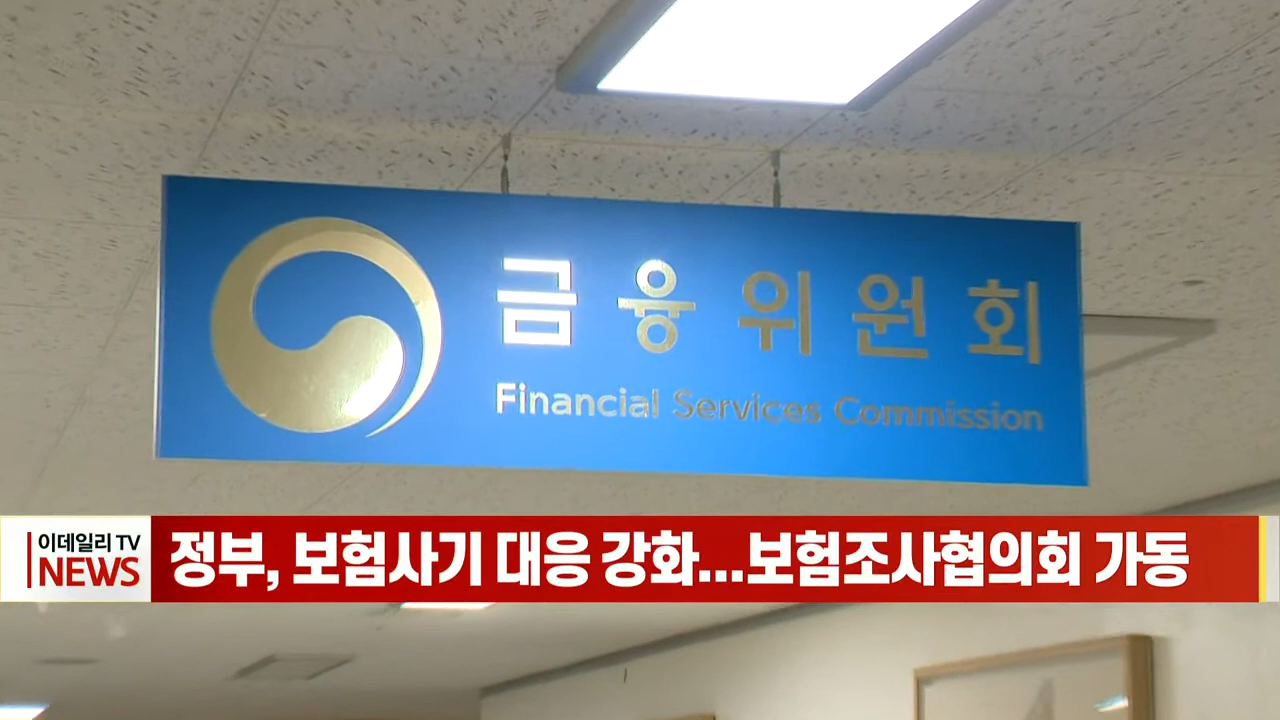 금융위원회
Financial Services Commission
이데일리 TV
NEWS
정부, 보험사기 대응 강화...보험조사협의회 가동